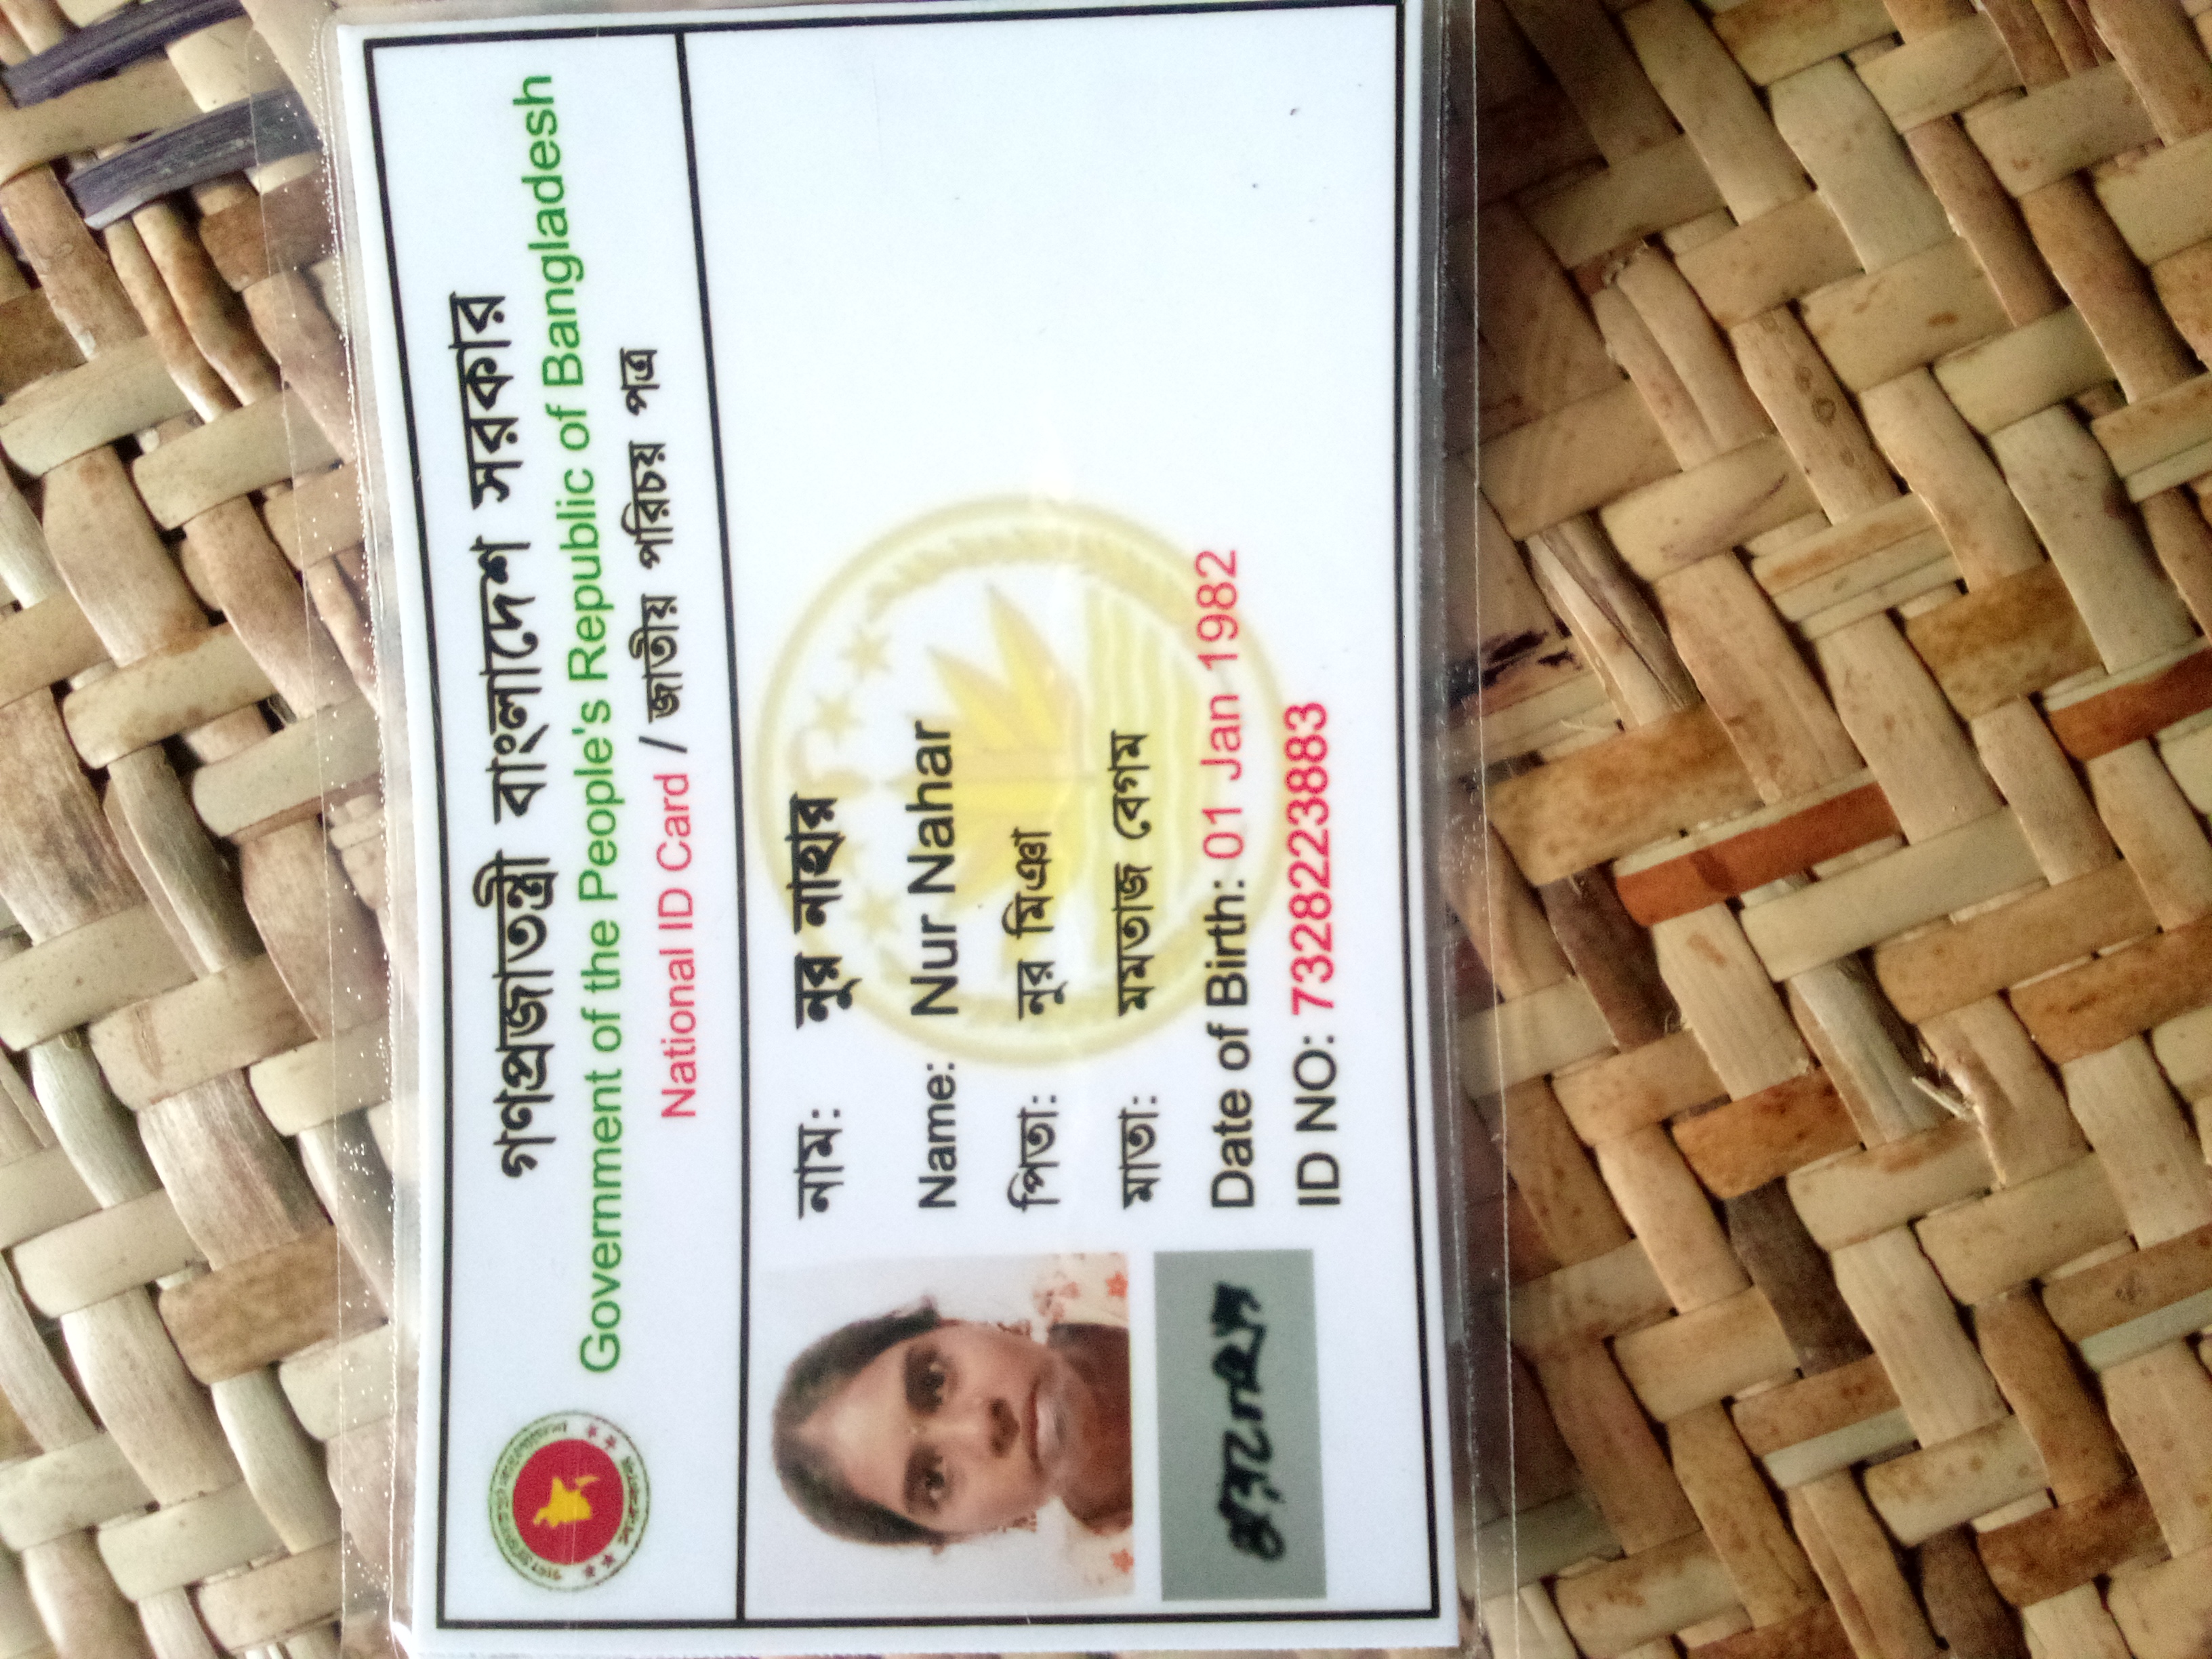 গণপ্রজাতন্ত্রী বাংলাদেশ সরকার
Government of the People's Republic of Bangladesh
National ID Card / জাতীয় পরিচয় পত্র
নাম: নূর নাহার
Name: Nur Nahar
পিতা: নূর মিঞা
মাতা: মমতাজ বেগম
Date of Birth: 01 Jan 1982
ID NO: 7328223883